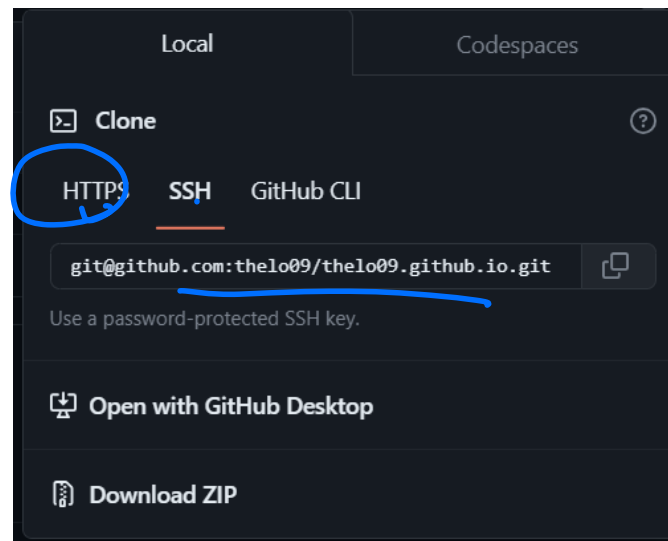 Local Codespaces
Clone
HTTPS SSH GitHub CLI
git@github.com:thelo09/thelo09.github.io.git
Use a password-protected SSH key.
Open with GitHub Desktop
Download ZIP